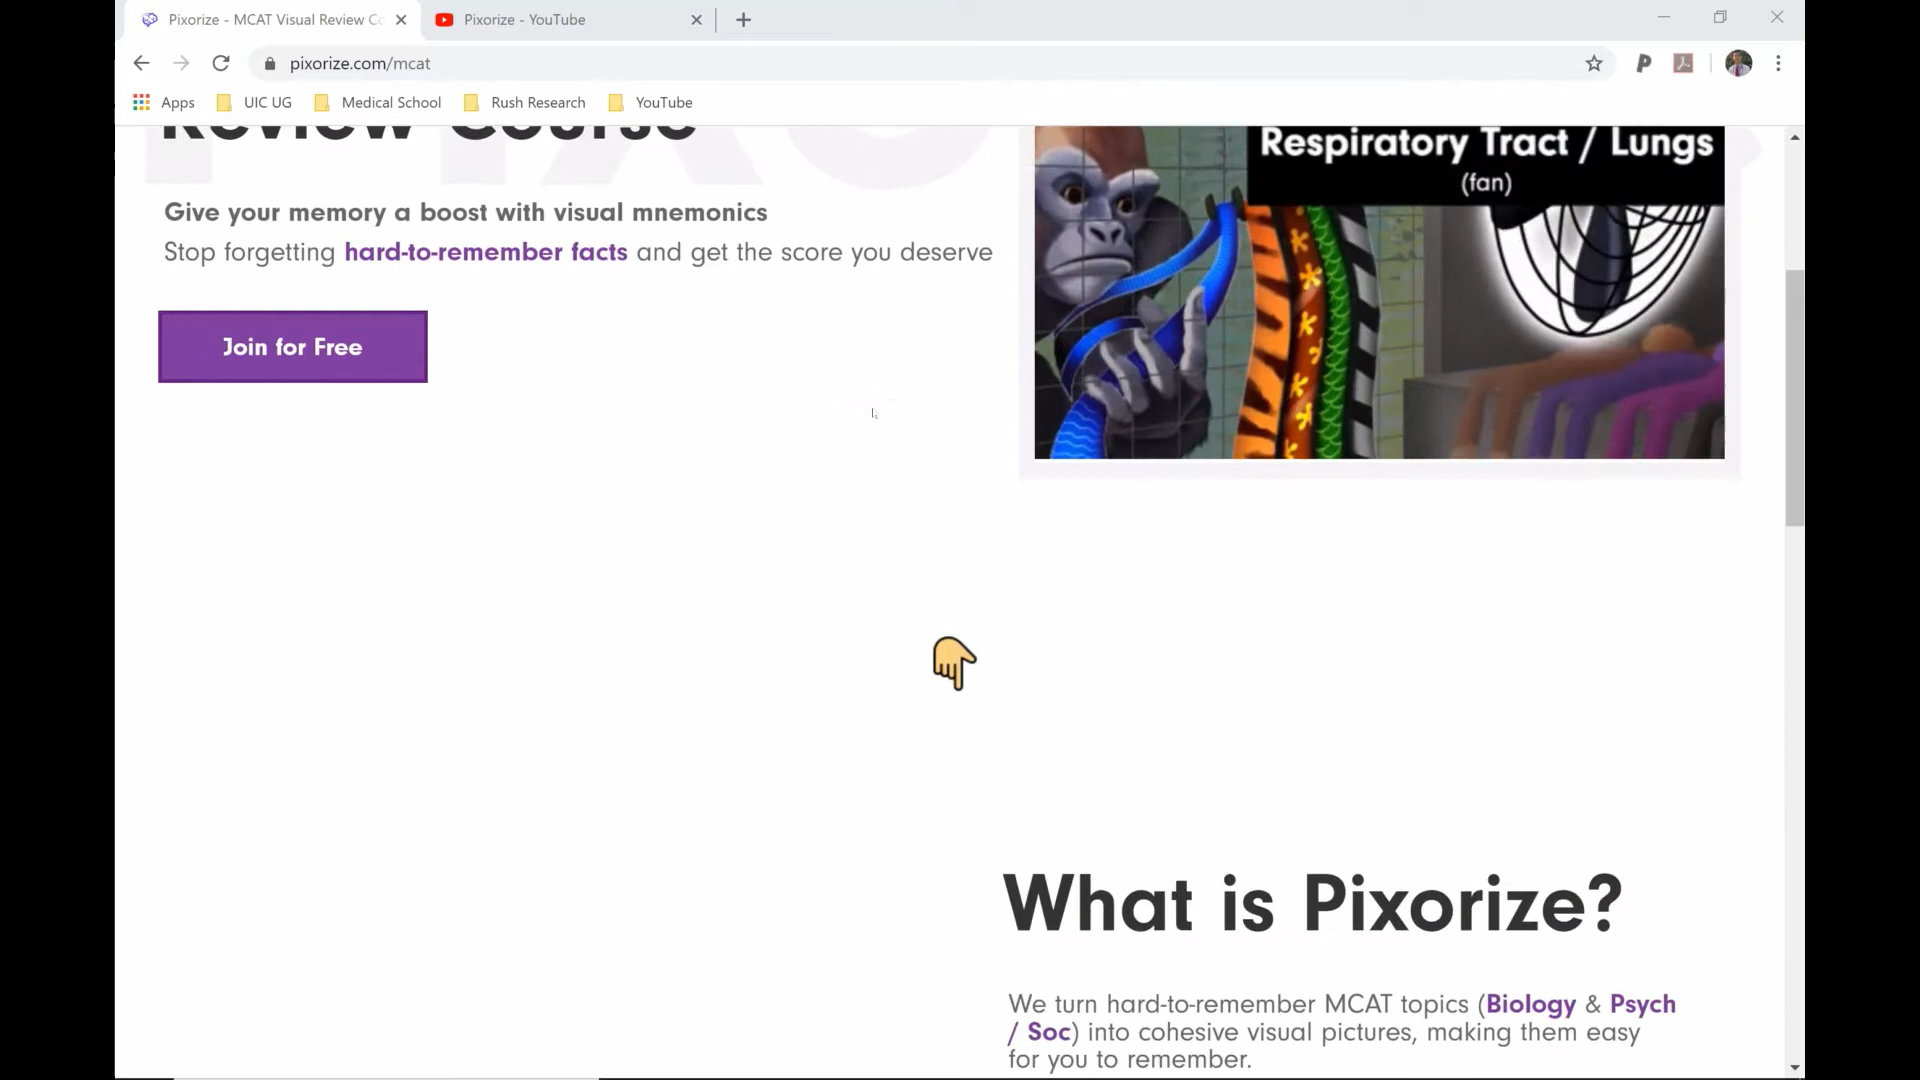 Pixorize - MCAT Visual Review Co
Pixorize - YouTube
pixorize.com/mcat
Apps
UIC UG
Medical School
Rush Research
YouTube
Review Course
Respiratory Tract / Lungs
(fan)
Give your memory a boost with visual mnemonics
Stop forgetting hard-to-remember facts and get the score you deserve
Join for Free
What is Pixorize?
We turn hard-to-remember MCAT topics (Biology & Psych
/ Soc) into cohesive visual pictures, making them easy
for you to remember.